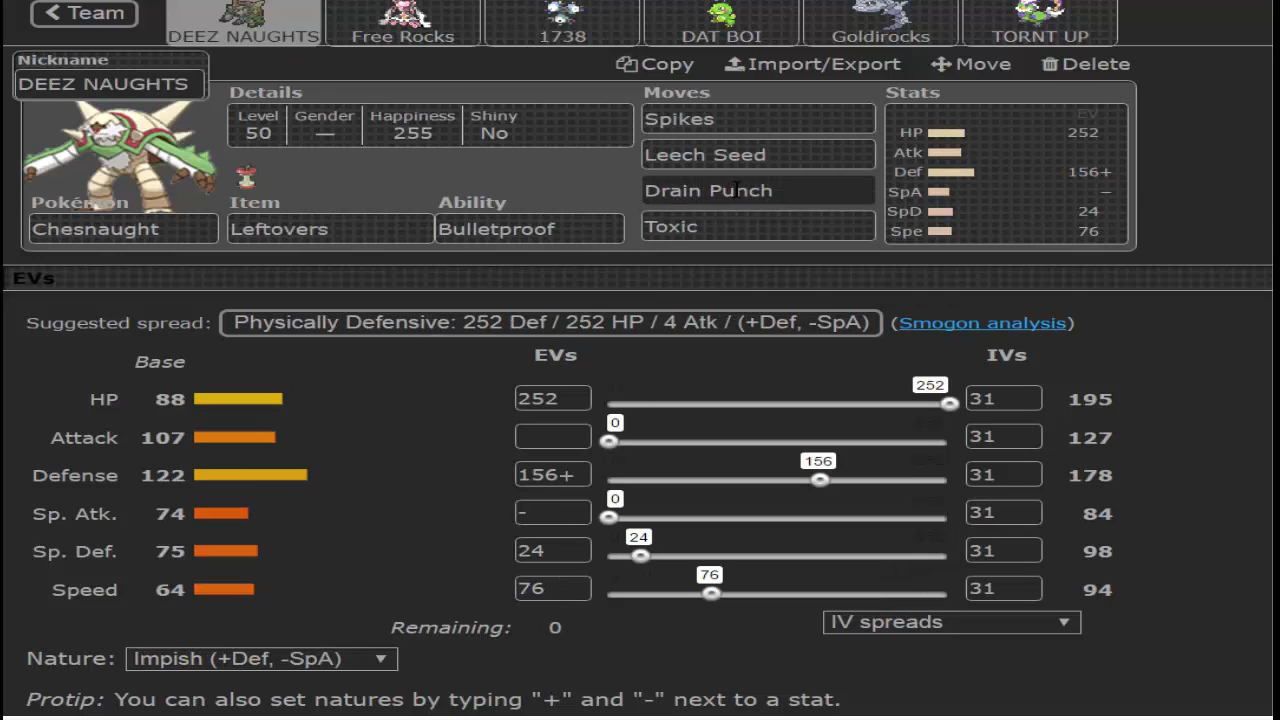 Team
DEEZ NAUGHTS Free Rocks 1738 DAT BOI Goldirocks TORNT UP
Nickname
DEEZ NAUGHTS
Copy Import/Export Move Delete
Details Moves Stats
Level Gender Happiness Shiny
50 — 255 No
Spikes
Leech Seed
Drain Punch
Toxic
EV
HP 252
Atk
Def 156+
SpA –
SpD 24
Spe 76
Pokémon Item Ability
Chesnaught Leftovers Bulletproof
EVs
Suggested spread: Physically Defensive: 252 Def / 252 HP / 4 Atk / (+Def, -SpA) (Smogon analysis)
Base EVs IVs
HP 88 252 252 31 195
Attack 107 0 31 127
Defense 122 156+ 156 31 178
Sp. Atk. 74 - 0 31 84
Sp. Def. 75 24 24 31 98
Speed 64 76 76 31 94
Remaining: 0 IV spreads
Nature: Impish (+Def, -SpA)
Protip: You can also set natures by typing "+" and "-" next to a stat.